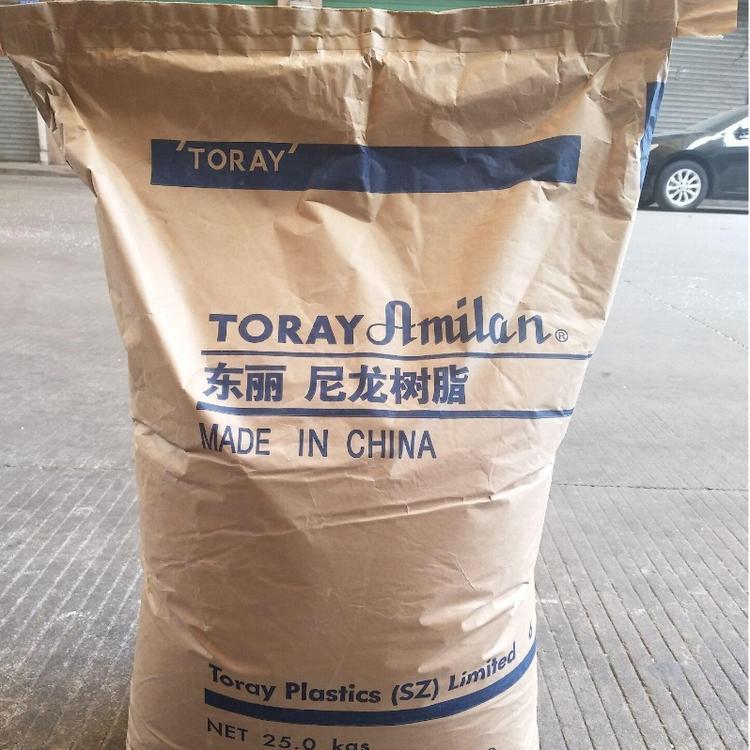 'TORAY'
TORAY Amilan®
东丽 尼龙树脂
MADE IN CHINA
Toray Plastics (SZ) Limited
NET 25.0 kgs